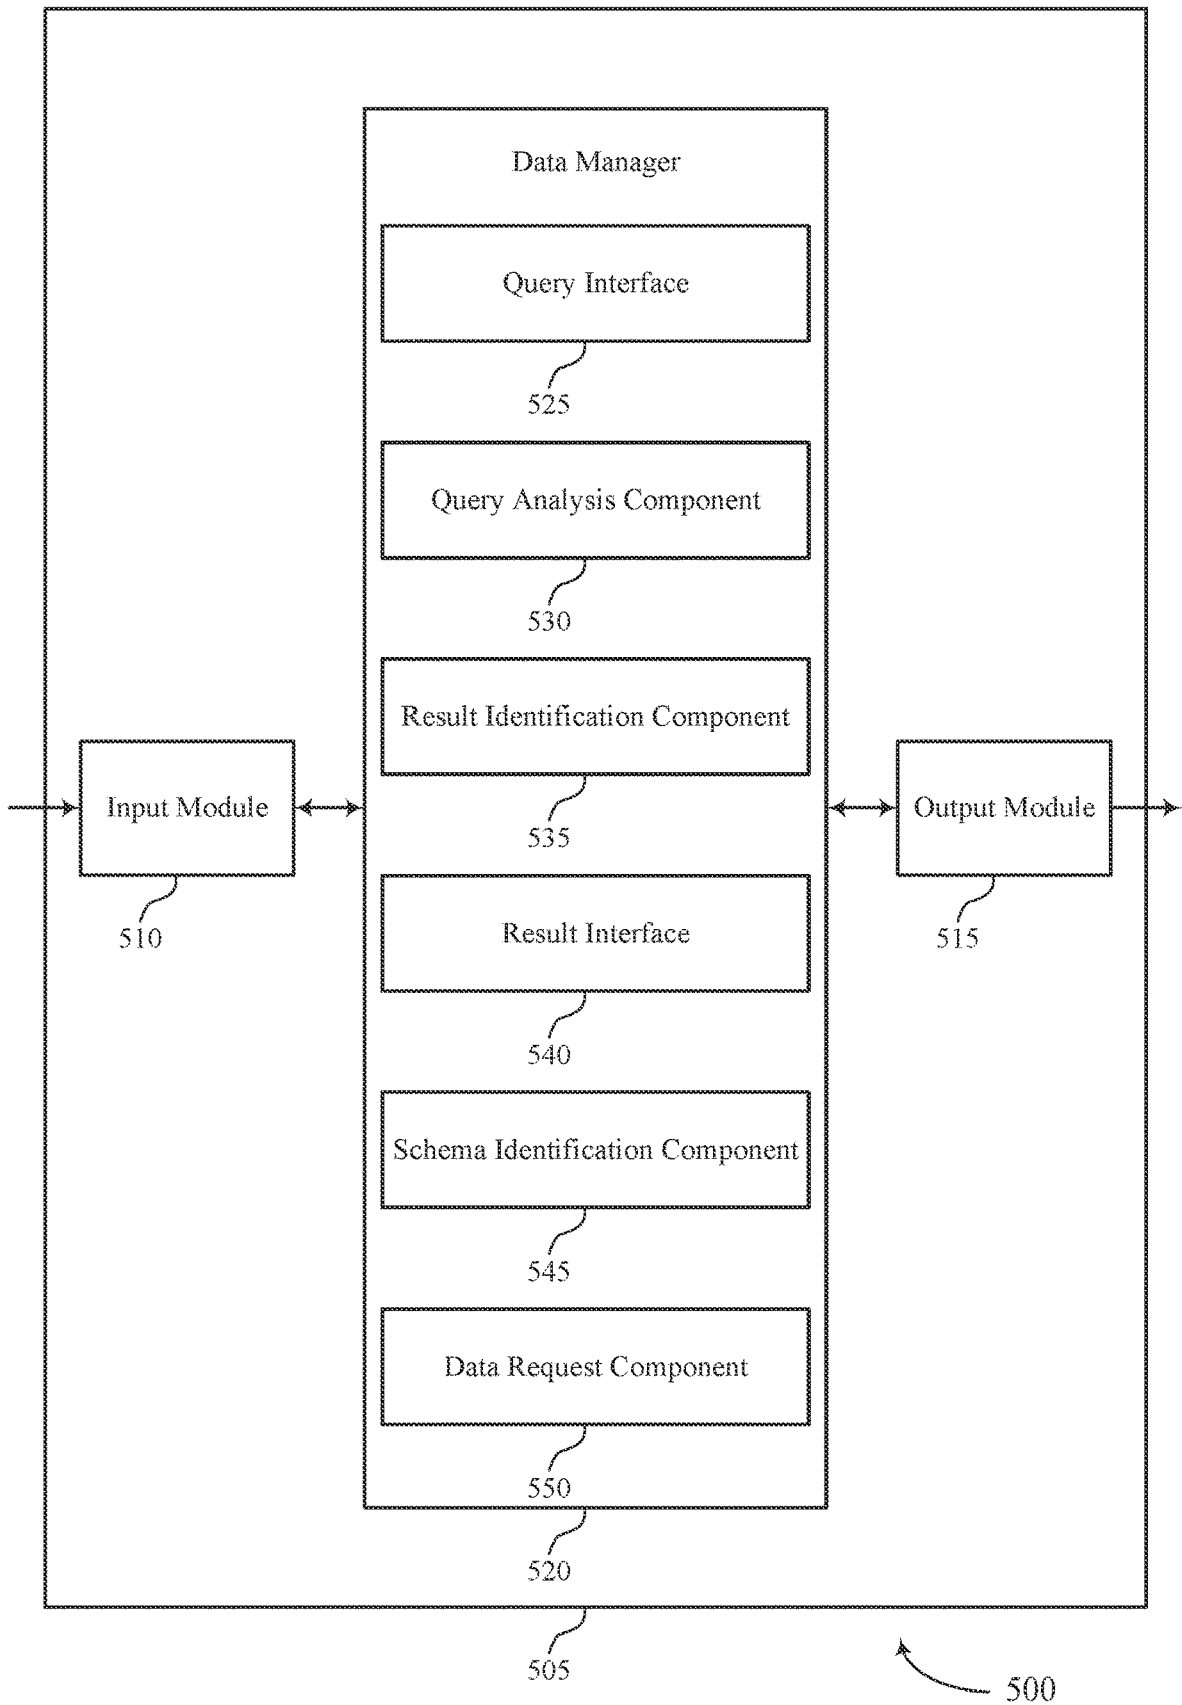 Data Manager
Query Interface
525
Query Analysis Component
530
Result Identification Component
535
Input Module
510
Output Module
515
Result Interface
540
Schema Identification Component
545
Data Request Component
550
520
505
500